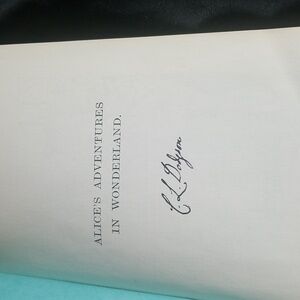 ALICE'S ADVENTURES
IN WONDERLAND.
C. L. Dodgson